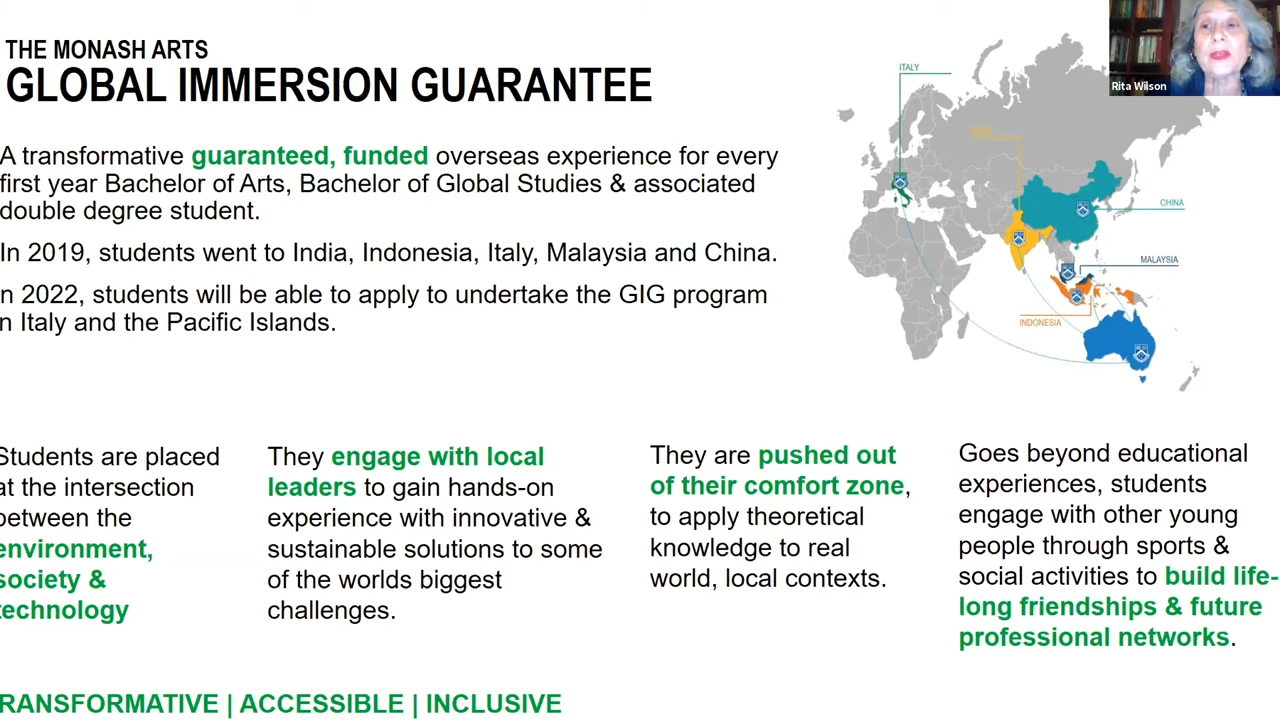 THE MONASH ARTS
GLOBAL IMMERSION GUARANTEE
A transformative guaranteed, funded overseas experience for every
first year Bachelor of Arts, Bachelor of Global Studies & associated
double degree student.
In 2019, students went to India, Indonesia, Italy, Malaysia and China.
n 2022, students will be able to apply to undertake the GIG program
n Italy and the Pacific Islands.
ITALY
CHINA
MALAYSIA
INDONESIA
Rita Wilson
Students are placed
at the intersection
between the
environment,
society &
technology
They engage with local
leaders to gain hands-on
experience with innovative &
sustainable solutions to some
of the worlds biggest
challenges.
They are pushed out
of their comfort zone,
to apply theoretical
knowledge to real
world, local contexts.
Goes beyond educational
experiences, students
engage with other young
people through sports &
social activities to build life-
long friendships & future
professional networks.
RANSFORMATIVE | ACCESSIBLE | INCLUSIVE